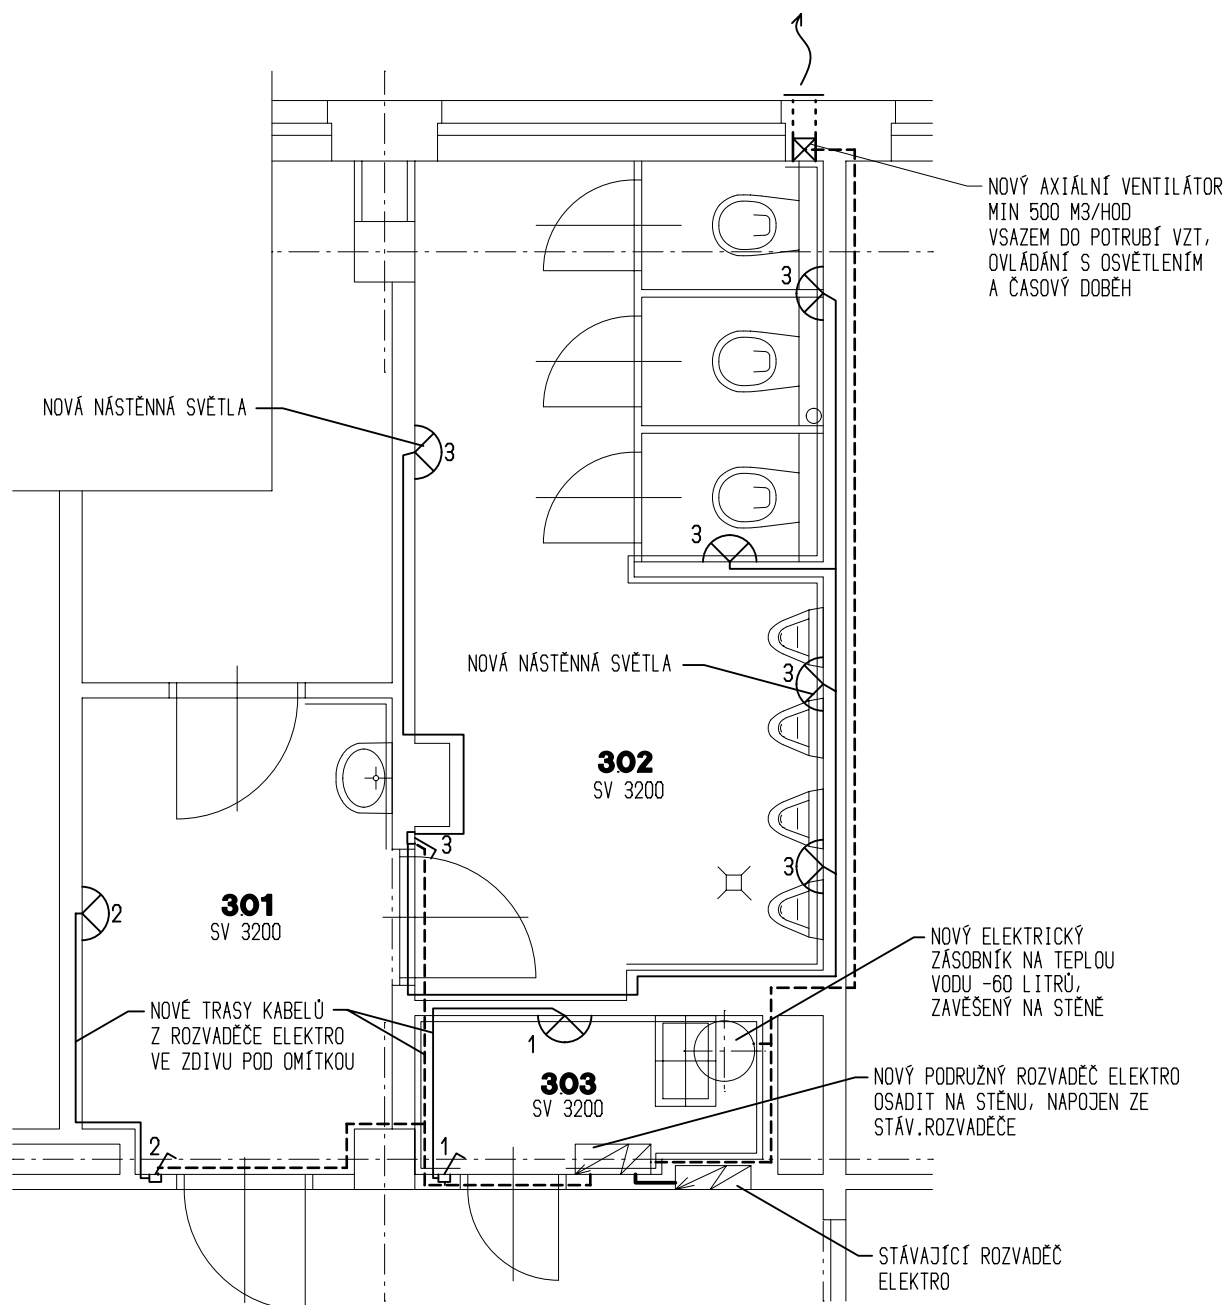 NOVÝ AXIÁLNÍ VENTILÁTOR
MIN 500 M3/HOD
VSAZEM DO POTRUBÍ VZT,
OVLÁDÁNÍ S OSVĚTLENÍM
A ČASOVÝ DOBĚH
3
NOVÁ NÁSTĚNNÁ SVĚTLA
3
3
NOVÁ NÁSTĚNNÁ SVĚTLA
3
302
SV 3200
3
3
301
SV 3200
2
NOVÝ ELEKTRICKÝ
ZÁSOBNÍK NA TEPLOU
VODU -60 LITRŮ,
ZAVĚŠENÝ NA STĚNĚ
NOVÉ TRASY KABELŮ
Z ROZVADĚČE ELEKTRO
VE ZDIVU POD OMÍTKOU
1
303
SV 3200
NOVÝ PODRUŽNÝ ROZVADĚČ ELEKTRO
OSADIT NA STĚNU, NAPOJEN ZE
STÁV.ROZVADĚČE
2
1
STÁVAJÍCÍ ROZVADĚČ
ELEKTRO